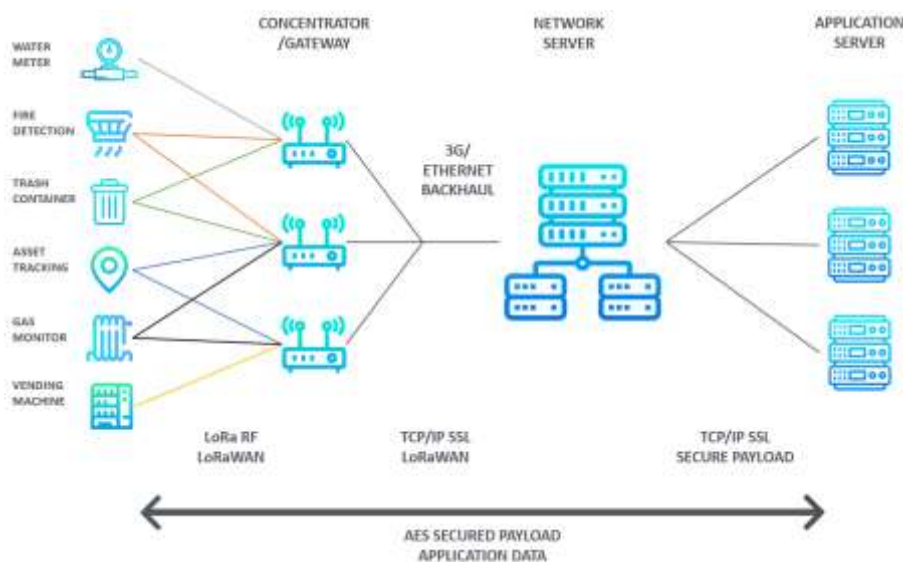 CONCENTRATOR
/GATEWAY
NETWORK
SERVER
APPLICATION
SERVER
WATER
METER
FIRE
DETECTION
TRASH
CONTAINER
ASSET
TRACKING
GAS
MONITOR
VENDING
MACHINE
3G/
ETHERNET
BACKHAUL
LoRa RF
LoRaWAN
TCP/IP SSL
LoRaWAN
TCP/IP SSL
SECURE PAYLOAD
AES SECURED PAYLOAD
APPLICATION DATA